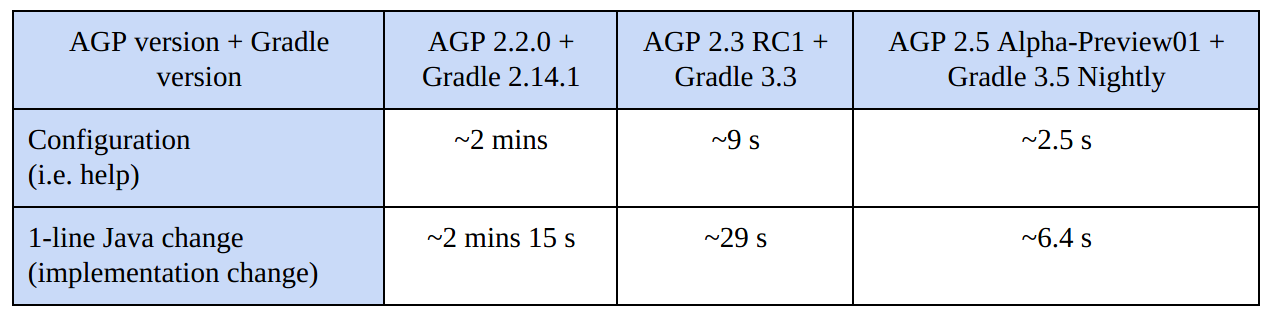 AGP version + Gradle
version
AGP 2.2.0 +
Gradle 2.14.1
AGP 2.3 RC1 +
Gradle 3.3
AGP 2.5 Alpha-Preview01 +
Gradle 3.5 Nightly
Configuration
(i.e. help)
~2 mins
~9 s
~2.5 s
1-line Java change
(implementation change)
~2 mins 15 s
~29 s
~6.4 s